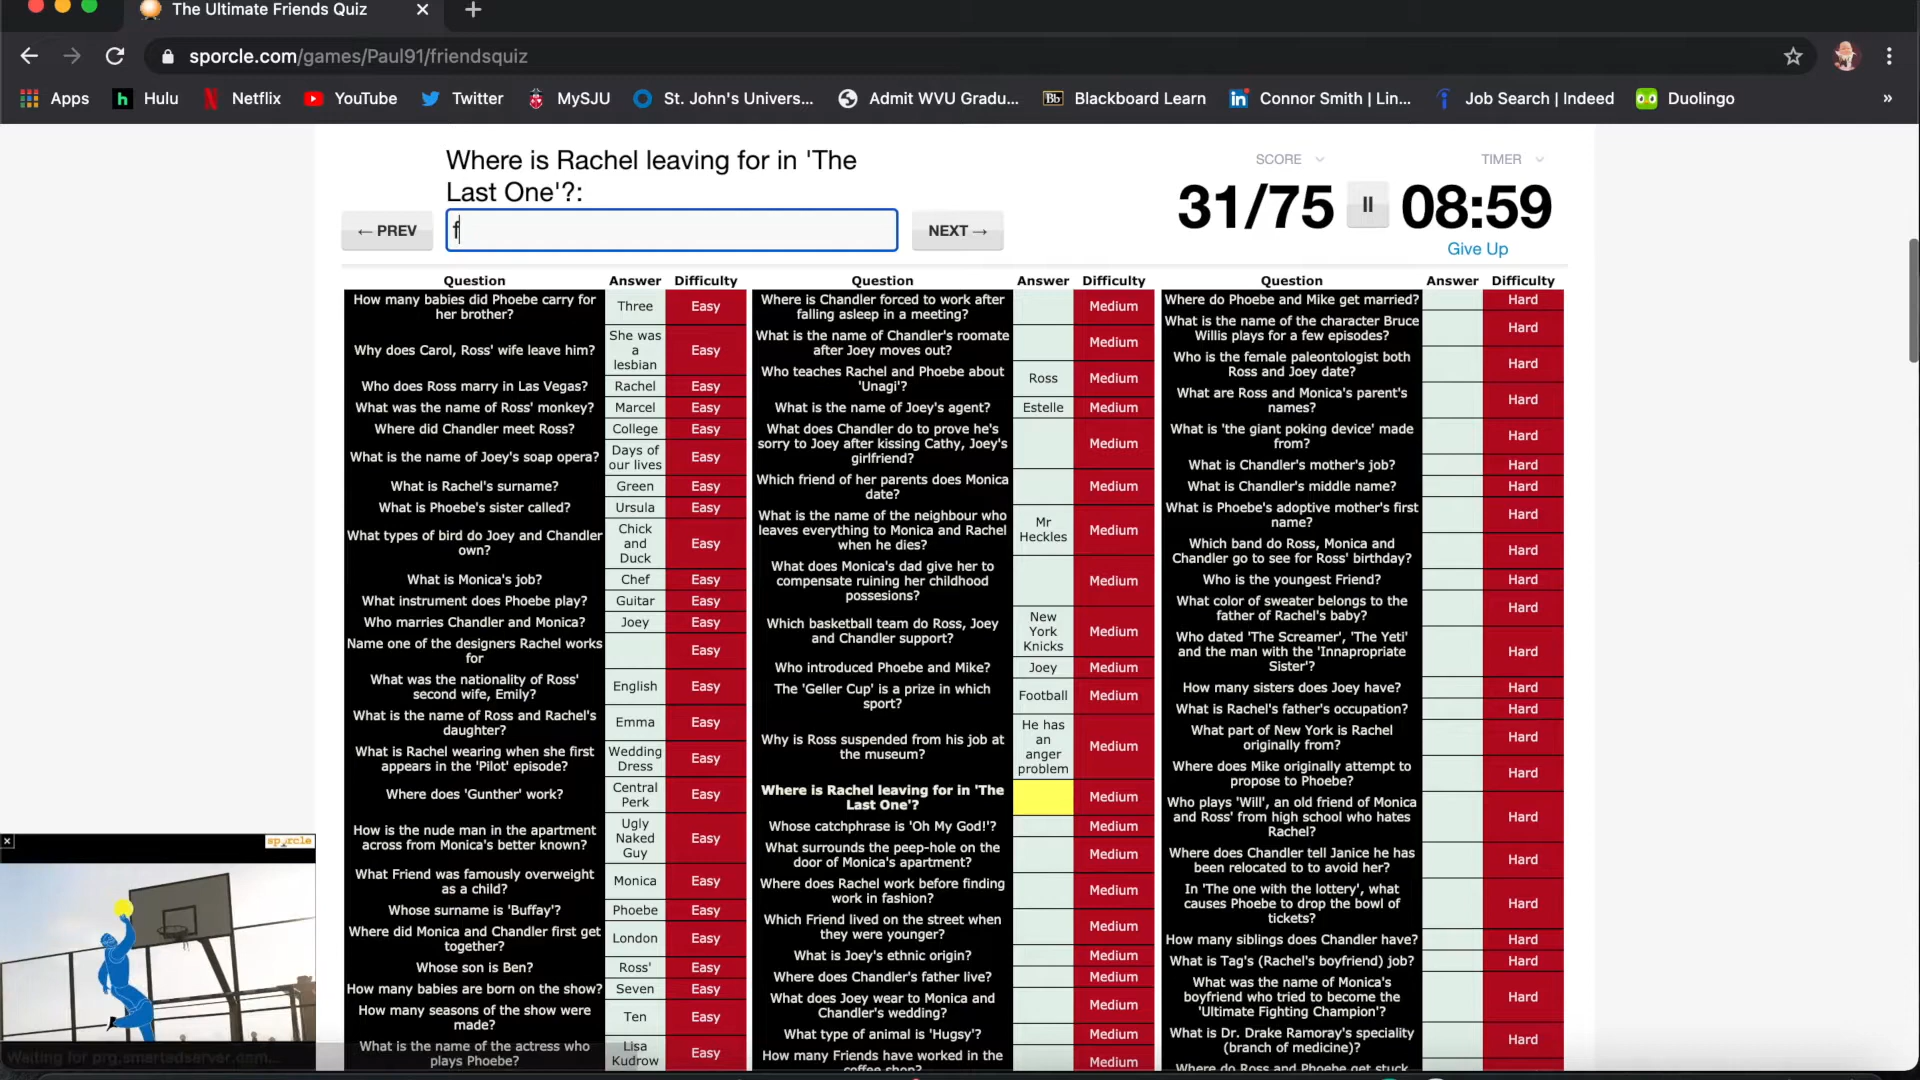 The Ultimate Friends Quiz
sporcle.com/games/Paul91/friendsquiz
Apps
Hulu
Netflix
YouTube
Twitter
MySJU
St. John's Univers...
Admit WVU Gradu...
Bb
Blackboard Learn
Connor Smith | Lin...
Job Search | Indeed
Duolingo
»
Where is Rachel leaving for in 'The
Last One'?:
← PREV
f
NEXT →
SCORE
31/75
TIMER
08:59
Give Up
Question Answer Difficulty
How many babies did Phoebe carry for
her brother?
Three
Easy
Why does Carol, Ross' wife leave him?
She was
a
lesbian
Easy
Who does Ross marry in Las Vegas?
Rachel
Easy
What was the name of Ross' monkey?
Marcel
Easy
Where did Chandler meet Ross?
College
Easy
What is the name of Joey's soap opera?
Days of
our lives
Easy
What is Rachel's surname?
Green
Easy
What is Phoebe's sister called?
Ursula
Easy
What types of bird do Joey and Chandler
own?
Chick
and
Duck
Easy
What is Monica's job?
Chef
Easy
What instrument does Phoebe play?
Guitar
Easy
Who marries Chandler and Monica?
Joey
Easy
Name one of the designers Rachel works
for
Easy
What was the nationality of Ross'
second wife, Emily?
English
Easy
What is the name of Ross and Rachel's
daughter?
Emma
Easy
What is Rachel wearing when she first
appears in the 'Pilot' episode?
Wedding
Dress
Easy
Where does 'Gunther' work?
Central
Perk
Easy
How is the nude man in the apartment
across from Monica's better known?
Ugly
Naked
Guy
Easy
What Friend was famously overweight
as a child?
Monica
Easy
Whose surname is 'Buffay'?
Phoebe
Easy
Where did Monica and Chandler first get
together?
London
Easy
Whose son is Ben?
Ross'
Easy
How many babies are born on the show?
Seven
Easy
How many seasons of the show were
made?
Ten
Easy
What is the name of the actress who
plays Phoebe?
Lisa
Kudrow
Easy
Question Answer Difficulty
Where is Chandler forced to work after
falling asleep in a meeting?
Medium
What is the name of Chandler's roomate
after Joey moves out?
Medium
Who teaches Rachel and Phoebe about
'Unagi'?
Ross
Medium
What is the name of Joey's agent?
Estelle
Medium
What does Chandler do to prove he's
sorry to Joey after kissing Cathy, Joey's
girlfriend?
Medium
Which friend of her parents does Monica
date?
Medium
What is the name of the neighbour who
leaves everything to Monica and Rachel
when he dies?
Mr
Heckles
Medium
What does Monica's dad give her to
compensate ruining her childhood
possesions?
Medium
Which basketball team do Ross, Joey
and Chandler support?
New
York
Knicks
Medium
Who introduced Phoebe and Mike?
Joey
Medium
The 'Geller Cup' is a prize in which
sport?
Football
Medium
Why is Ross suspended from his job at
the museum?
He has
an
anger
problem
Medium
Where is Rachel leaving for in 'The
Last One'?
Medium
Whose catchphrase is 'Oh My God!'?
Medium
What surrounds the peep-hole on the
door of Monica's apartment?
Medium
Where does Rachel work before finding
work in fashion?
Medium
Which Friend lived on the street when
they were younger?
Medium
What is Joey's ethnic origin?
Medium
Where does Chandler's father live?
Medium
What does Joey wear to Monica and
Chandler's wedding?
Medium
What type of animal is 'Hugsy'?
Medium
How many Friends have worked in the
coffee shop?
Medium
Question Answer Difficulty
Where do Phoebe and Mike get married?
Hard
What is the name of the character Bruce
Willis plays for a few episodes?
Hard
Who is the female paleontologist both
Ross and Joey date?
Hard
What are Ross and Monica's parent's
names?
Hard
What is 'the giant poking device' made
from?
Hard
What is Chandler's mother's job?
Hard
What is Chandler's middle name?
Hard
What is Phoebe's adoptive mother's first
name?
Hard
Which band do Ross, Monica and
Chandler go to see for Ross' birthday?
Hard
Who is the youngest Friend?
Hard
What color of sweater belongs to the
father of Rachel's baby?
Hard
Who dated 'The Screamer', 'The Yeti'
and the man with the 'Innapropriate
Sister'?
Hard
How many sisters does Joey have?
Hard
What is Rachel's father's occupation?
Hard
What part of New York is Rachel
originally from?
Hard
Where does Mike originally attempt to
propose to Phoebe?
Hard
Who plays 'Will', an old friend of Monica
and Ross' from high school who hates
Rachel?
Hard
Where does Chandler tell Janice he has
been relocated to to avoid her?
Hard
In 'The one with the lottery', what
causes Phoebe to drop the bowl of
tickets?
Hard
How many siblings does Chandler have?
Hard
What is Tag's (Rachel's boyfriend) job?
Hard
What was the name of Monica's
boyfriend who tried to become the
'Ultimate Fighting Champion'?
Hard
What is Dr. Drake Ramoray's speciality
(branch of medicine)?
Hard
Where do Ross and Phoebe get stuck
sporcle
Waiting for prg.smartadserver.com...